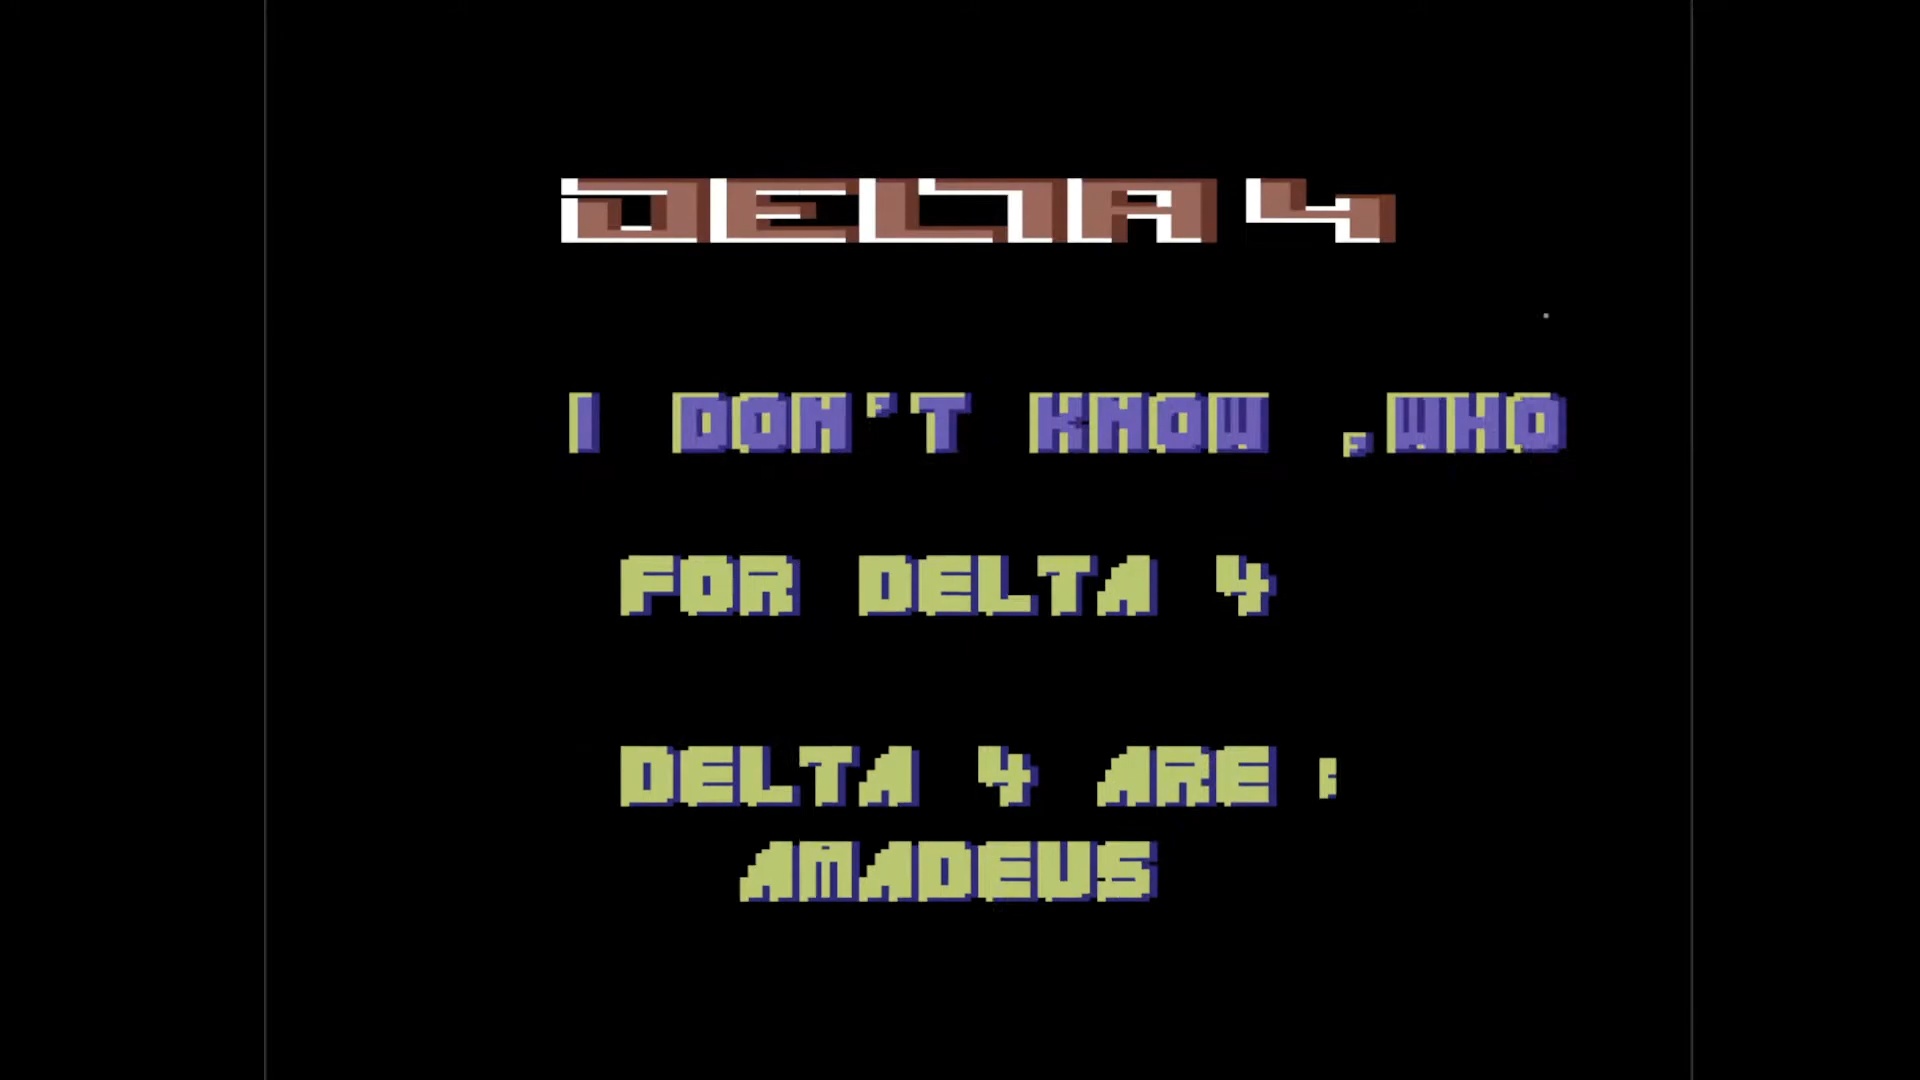 DELTA 4
I DON'T KNOW ,WHO
FOR DELTA 4
DELTA 4 ARE :
AMADEUS